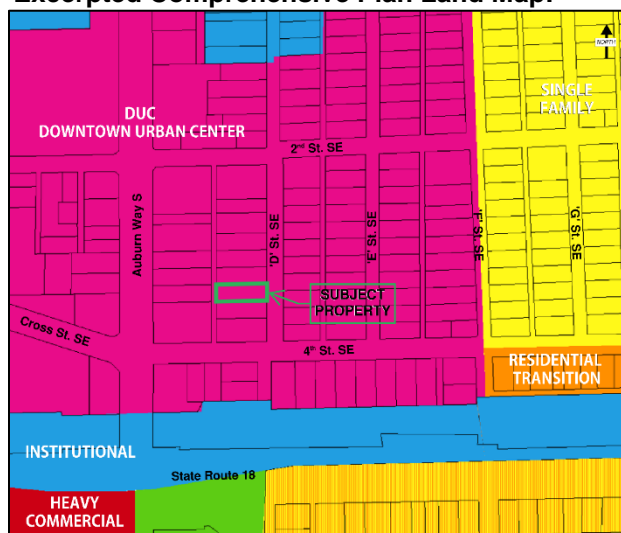 Excerpted Comprehensive Plan Land Map:
NORTH
DUC
DOWNTOWN URBAN CENTER
SINGLE
FAMILY
2nd St. SE
Auburn Way S
'D' St. SE
'E' St. SE
'F' St. SE
'G' St. SE
SUBJECT
PROPERTY
Cross St. SE
4th St. SE
RESIDENTIAL
TRANSITION
INSTITUTIONAL
State Route 18
HEAVY
COMMERCIAL